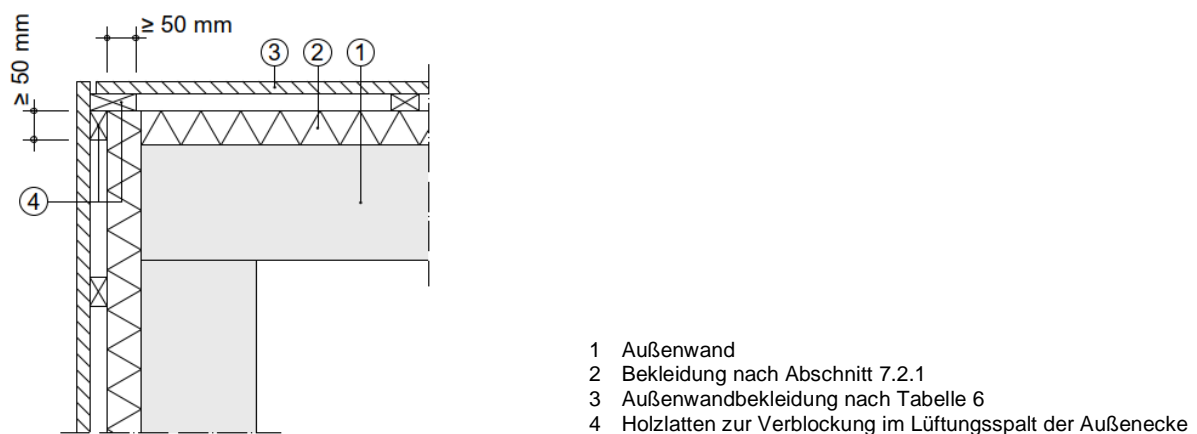 ≥ 50 mm
≥ 50 mm
3 2 1
4
1 Außenwand
2 Bekleidung nach Abschnitt 7.2.1
3 Außenwandbekleidung nach Tabelle 6
4 Holzlatten zur Verblockung im Lüftungsspalt der Außenecke